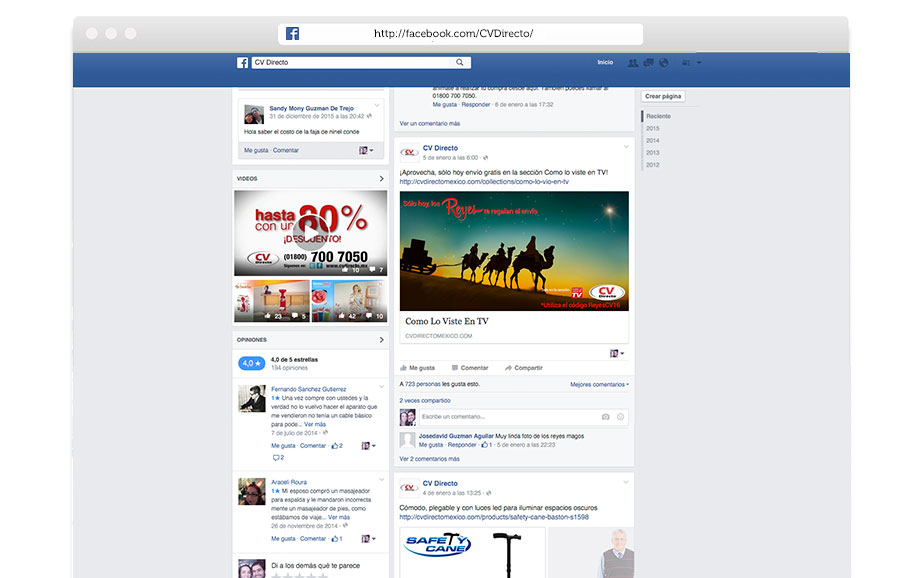 http://facebook.com/CVDirecto/
CV Directo
Inicio
Sandy Mony Guzman De Trejo
31 de diciembre de 2015 a las 20:42
Hola saber el costo de la faja de ninel conde
Me gusta · Comentar
VIDEOS
hasta
con un 80%
¡DESCUENTO!
CV Directo
(01800) 700 7050
Síguenos en:
www.cvdirecto.mx
10 7
23 5
42 10
OPINIONES
4,0 ★
4,0 de 5 estrellas
194 opiniones
Fernando Sanchez Gutierrez
1★ Una vez compre con ustedes y la
verdad no lo vuelvo hacer el aparato que
me vendieron no tenía un cable básico
para pode... Ver más
7 de julio de 2014 ·
Me gusta · Comentar · 2
2
Araceli Roura
1★ Mi esposo compró un masajeador
para espalda y le mandaron incorrecta
mente un masajeador de pies, como
estábamos de viaje... Ver más
26 de noviembre de 2014 ·
Me gusta · Comentar · 1
Di a los demás qué te parece
anímate a realizar tu compra desde aquí. También puedes llamar al
01800 700 7050.
Me gusta · Responder · 6 de enero a las 17:32
Ver un comentario más
CV Directo
5 de enero a las 6:00 ·
¡Aprovecha, sólo hoy envío gratis en la sección Como lo viste en TV!
http://cvdirectomexico.com/collections/como-lo-vio-en-tv
Sólo hoy, los Reyes te regalan el envío
TV
CV Directo
*Utiliza el código ReyesCV16
Como Lo Viste En TV
CVDIRECTOMEXICO.COM
Me gusta Comentar Compartir
A 723 personas les gusta esto.
Mejores comentarios
2 veces compartido
Escribe un comentario...
Josedavid Guzman Aguilar Muy linda foto de los reyes magos
Me gusta · Responder · 1 · 5 de enero a las 22:23
Ver 2 comentarios más
CV Directo
4 de enero a las 13:25 ·
Cómodo, plegable y con luces led para iluminar espacios oscuros
http://cvdirectomexico.com/products/safety-cane-baston-s1598
SAFETY
CANE
Crear página
Reciente
2015
2014
2013
2012